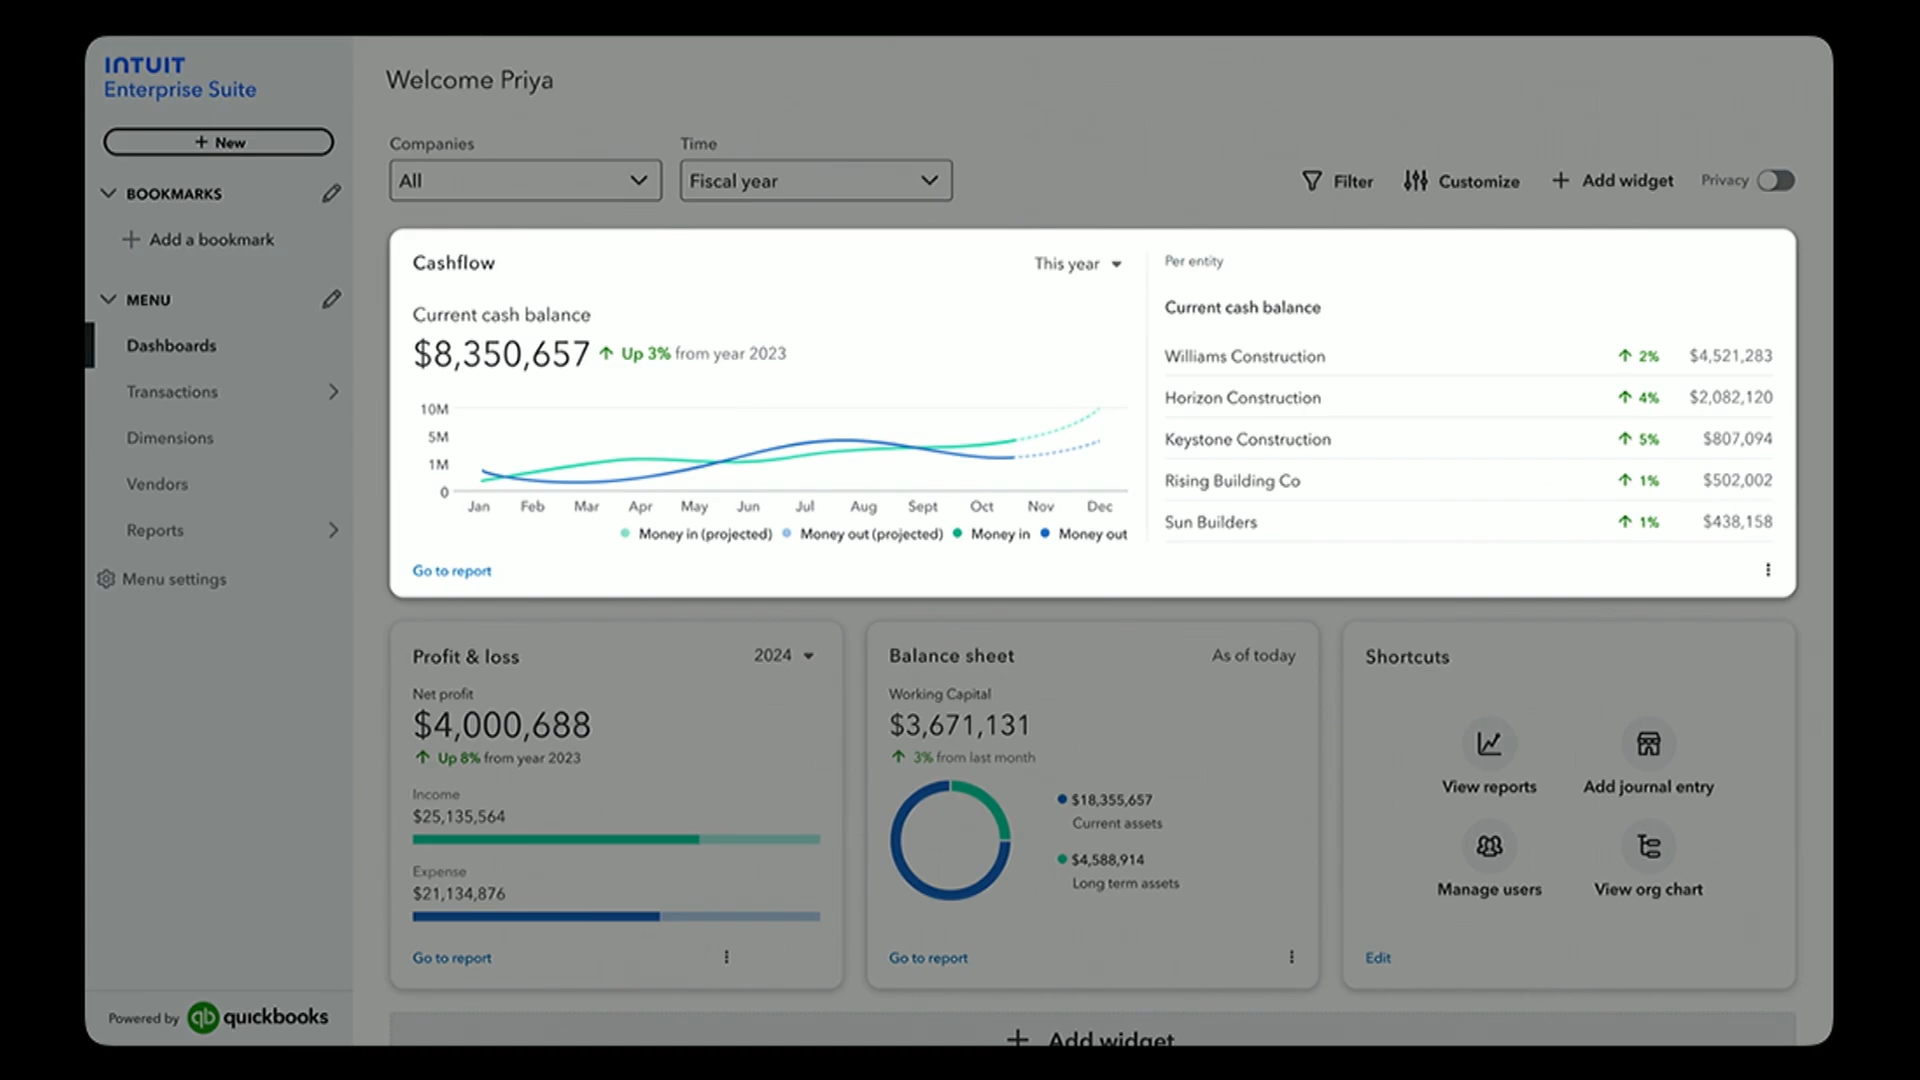 INTUIT
Enterprise Suite
+ New
BOOKMARKS
+ Add a bookmark
MENU
Dashboards
Transactions
Dimensions
Vendors
Reports
Menu settings
Powered by qb quickbooks
Welcome Priya
Companies
All
Time
Fiscal year
Filter
Customize
+ Add widget
Privacy
Cashflow
This year
Current cash balance
$8,350,657 ↑ Up 3% from year 2023
10M
5M
1M
0
Jan Feb Mar Apr May Jun Jul Aug Sept Oct Nov Dec
Money in (projected) Money out (projected) Money in Money out
Go to report
Per entity
Current cash balance
Williams Construction ↑ 2% $4,521,283
Horizon Construction ↑ 4% $2,082,120
Keystone Construction ↑ 5% $807,094
Rising Building Co ↑ 1% $502,002
Sun Builders ↑ 1% $438,158
Profit & loss
2024
Net profit
$4,000,688
↑ Up 8% from year 2023
Income
$25,135,564
Expense
$21,134,876
Go to report
Balance sheet
As of today
Working Capital
$3,671,131
↑ 3% from last month
$18,355,657
Current assets
$4,588,914
Long term assets
Go to report
Shortcuts
View reports
Add journal entry
Manage users
View org chart
Edit
+ Add widget